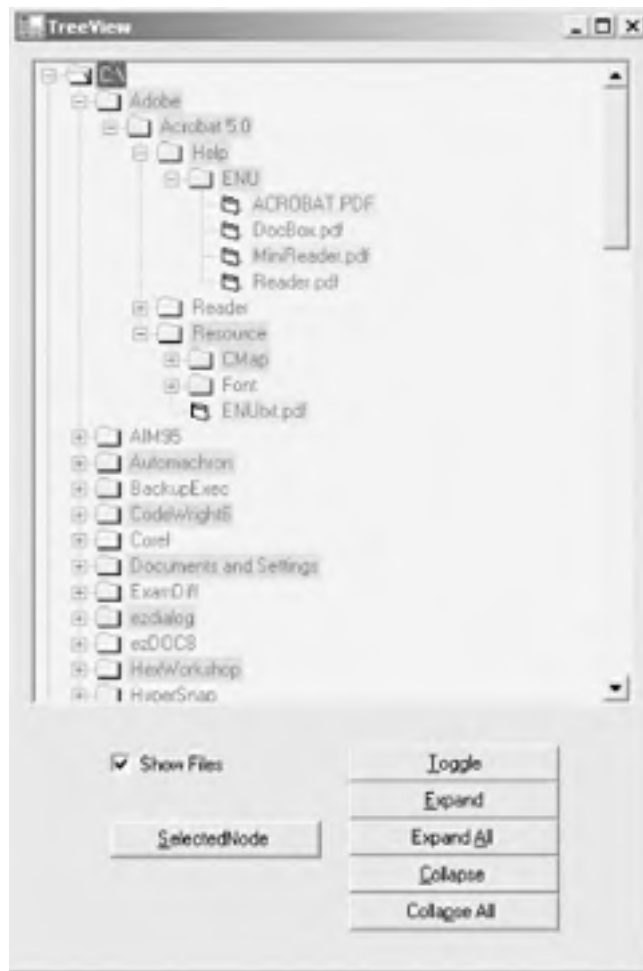 TreeView
C:\
Adobe
Acrobat 5.0
Help
ENU
ACROBAT.PDF
DocBox.pdf
MiniReader.pdf
Reader.pdf
Reader
Resource
CMap
Font
ENUtxt.pdf
AIM95
Automachron
BackupExec
CodeWright6
Corel
Documents and Settings
ExamDiff
ezdialog
ezDOC8
HexWorkshop
HyperSnap
Show Files
Toggle
Expand
SelectedNode
Expand All
Collapse
Collapse All